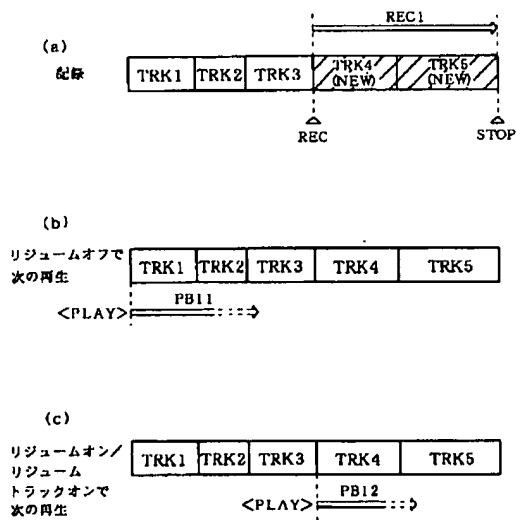 REC1
(a)
記録
TRK1 TRK2 TRK3 TRK4 (NEW) TRK5 (NEW)
REC STOP
(b)
リジュームオフで
次の再生
TRK1 TRK2 TRK3 TRK4 TRK5
<PLAY> PB11
(c)
リジュームオン/
リジューム
トラックオンで
次の再生
TRK1 TRK2 TRK3 TRK4 TRK5
<PLAY> PB12